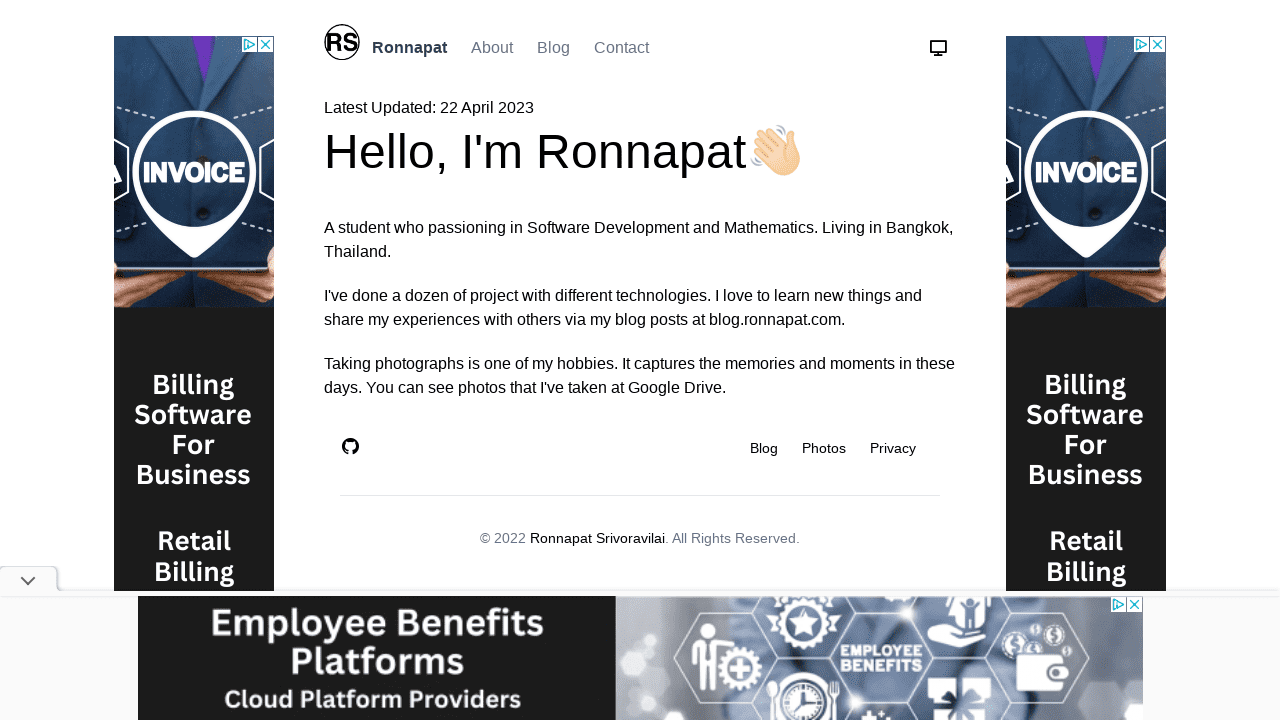 RS
Ronnapat About Blog Contact
Latest Updated: 22 April 2023
Hello, I'm Ronnapat
A student who passioning in Software Development and Mathematics. Living in Bangkok,
Thailand.
I've done a dozen of project with different technologies. I love to learn new things and
share my experiences with others via my blog posts at blog.ronnapat.com.
Taking photographs is one of my hobbies. It captures the memories and moments in these
days. You can see photos that I've taken at Google Drive.
Blog Photos Privacy
© 2022 Ronnapat Srivoravilai. All Rights Reserved.
INVOICE
Billing
Software
For
Business
Retail
Billing
INVOICE
Billing
Software
For
Business
Retail
Billing
Employee Benefits
Platforms
Cloud Platform Providers
EMPLOYEE
BENEFITS